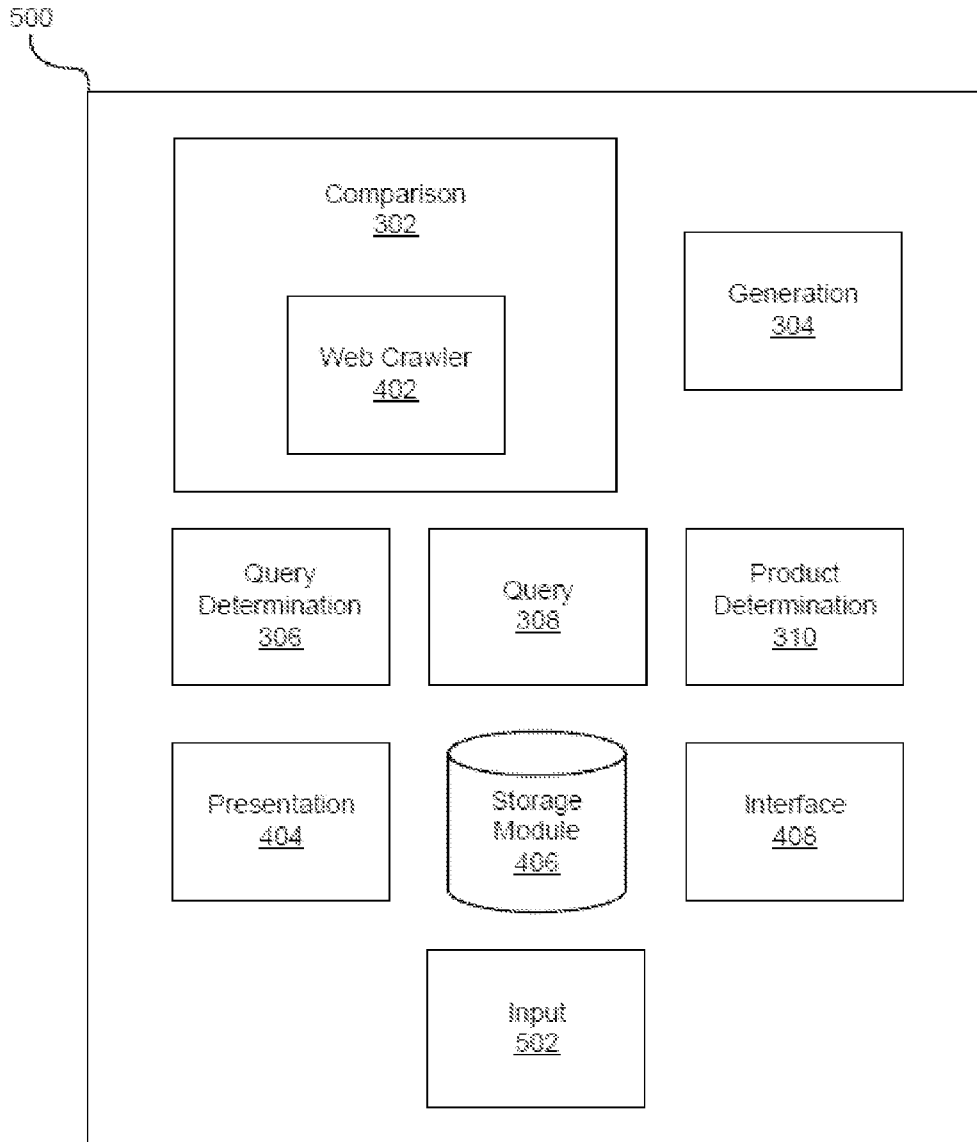 500
Comparison
302
Generation
304
Web Crawler
402
Query
Determination
306
Query
308
Product
Determination
310
Presentation
404
Storage
Module
406
Interface
408
Input
502